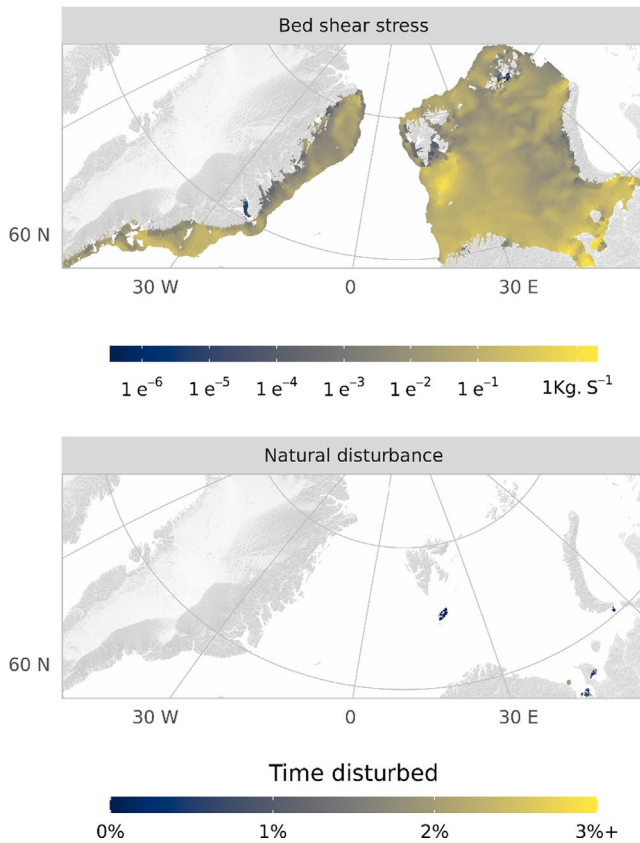 Bed shear stress
60 N
30 W 0 30 E
1 e⁻⁶ 1 e⁻⁵ 1 e⁻⁴ 1 e⁻³ 1 e⁻² 1 e⁻¹ 1Kg. S⁻¹
Natural disturbance
60 N
30 W 0 30 E
Time disturbed
0% 1% 2% 3%+